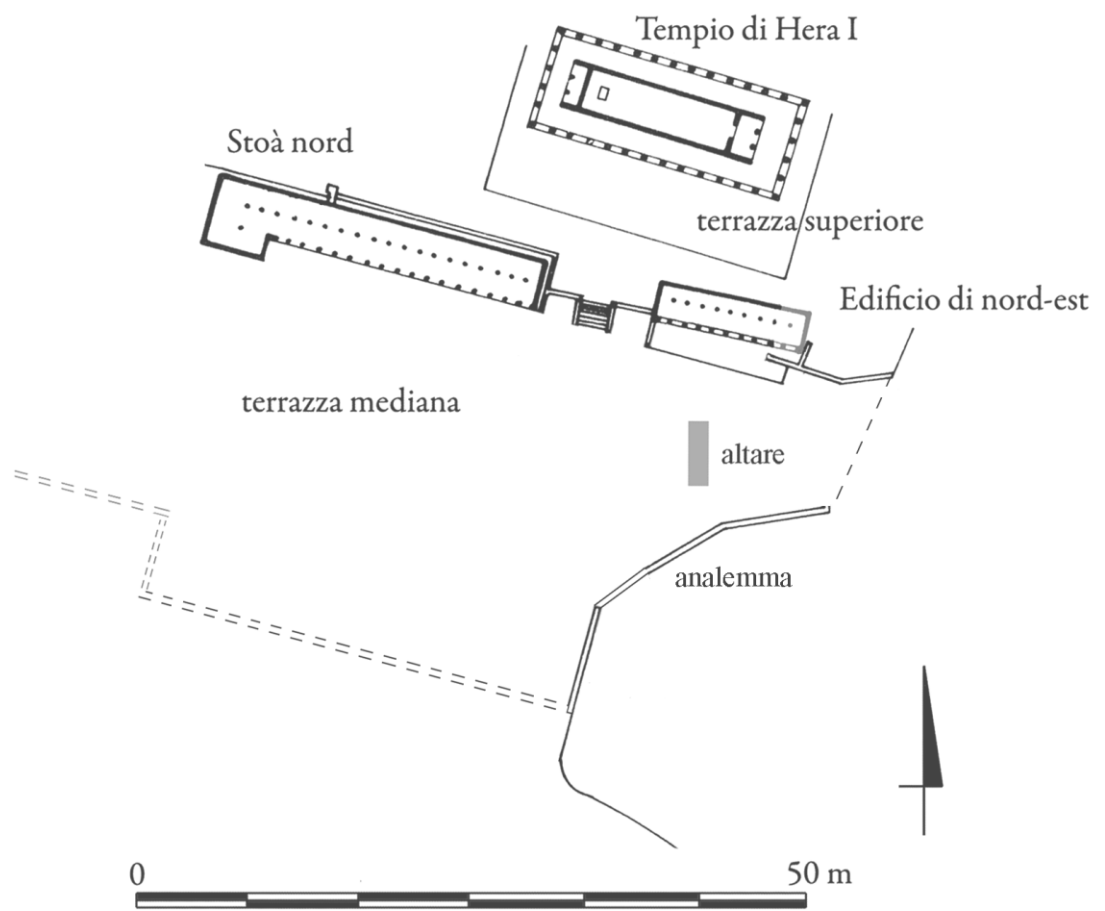 Tempio di Hera I
Stoà nord
terrazza superiore
Edificio di nord-est
terrazza mediana
altare
analemma
0
50 m